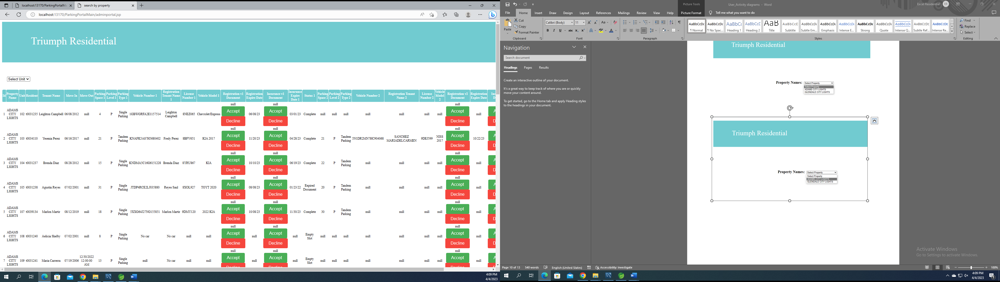 localhost:13170/ParkingPortalMa
search by property
localhost:13170/ParkingPortalMain/adminportal.jsp
Triumph Residential
Select Unit
Id Property Name Unit Resident Tenant Name Move In Move Out Parking Space 1 Parking Level 1 Parking Type 1 Vehicle Number 1 Registration Tenant Name 1 License Number 1 Vehicle Model 1 Registration v1 Document Registration Expire Date Insurance v1 Document Insurance Expire Date 1 Status 1 Parking Space 2 Parking Level 2 Parking Type 2 Vehicle Number 2 Registration Tenant Name 2 License Number 2 Vehicle Model 2 Registration v2 Document Registration Expire Date
1 ADAMS CITY LIGHTS 102 t0031235 Leighton Campbell 06/08/2012 null 4 P Single Parking 1GBWGRFA2E1157514 Leighton Campbell 8NEZ065 Chevrolet/Express null Accept Decline 06/08/23 null Accept Decline 03/01/23 Complete null null null null null null null null Accept Decline null A D
2 ADAMS CITY LIGHTS 103 t0034110 Yesenia Perez 06/16/2017 null 21 P Tandem Parking KNAFK5A87H5680402 Fredy Perez 8BFV651 KIA 2017 null Accept Decline 11/20/23 null Accept Decline 04/28/23 Complete 21 P Tandem Parking 5N1DR2MN7HC904068 SANCHEZ MARIADELCARMEN 9DEJ599 NISS 2017 null Accept Decline 10/22/23 A D
3 ADAMS CITY LIGHTS 104 t0031237 Brenda Diaz 08/28/2012 null 15 P Single Parking KNDMA5C16G6151228 Brenda Diaz 8YRU867 KIA null Accept Decline 10/10/23 null Accept Decline 06/19/23 Complete 22 P Tandem Parking null null null null null Accept Decline null A D
4 ADAMS CITY LIGHTS 105 t0031238 Agustin Reyes 07/02/2001 null 31 P Single Parking JTDP4RCE2LJ035880 Reyes Saul 8XOL927 TOYT 2020 null Accept Decline 08/08/23 null Accept Decline 01/23/22 Expired Document 20 P Tandem Parking null null null null null Accept Decline null A D
5 ADAMS CITY LIGHTS 107 t0039134 Marlon Martir 08/12/2019 null 18 P Single Parking 5XXG64J27NG155851 Marlon Martir 9DMY120 2022 KIA null Accept Decline 10/08/23 null Accept Decline 11/30/23 Complete 30 P Tandem Parking null null null null null Accept Decline null A D
6 ADAMS CITY LIGHTS 108 t0031240 Aelicia Shelby 07/02/2001 null 8 P Single Parking No car No car null null null Accept Decline null null Accept Decline null Empty Slot null null null null null null null null Accept Decline null A D
7 ADAMS CITY LIGHTS 109 t0031241 Maria Carrerra 07/19/2006 12/30/2022 12:00:00 AM 13 P Single Parking null No car null null null Accept Decline null null Accept Decline null Empty Slot null null null null null null null null Accept Decline null A
4:09 PM
4/4/2023
User_Activity diagrams - Word
Picture Tools
Excel Residential ER
File Home Insert Draw Design Layout References Mailings Review View Help Picture Format Tell me what you want to do
Paste Cut Copy Format Painter
Calibri (Body) 11
AaBbCcDc AaBbCcDc AaBbCc AaBbCcC AaB AaBbCcC AaBbCcDc AaBbCcDc AaBbCcDc AaBbCcDc AaBbCcDc AaBbCcDc AaBbCcDc AaBbCcDc
¶ Normal ¶ No Spac... Heading 1 Heading 2 Title Subtitle Subtle Em... Emphasis Intense E... Strong Quote Intense Q... Subtle Ref... Intense Re...
Find Replace Select
Clipboard Font Paragraph Styles Editing
Navigation
Search document
Headings Pages Results
Create an interactive outline of your document.
It's a great way to keep track of where you are or quickly
move your content around.
To get started, go to the Home tab and apply Heading styles
to the headings in your document.
Triumph Residential
Property Names: Select Property
Select Property
ADAMS CITY LIGHTS
GLENDALE CITY LIGHTS
Triumph Residential
Property Names: Select Property
Select Property
ADAMS CITY LIGHTS
GLENDALE CITY LIGHTS
Activate Windows
Go to Settings to activate Windows.
Page 10 of 13 540 words English (United States) Accessibility: Investigate 100%
4:09 PM
4/4/2023